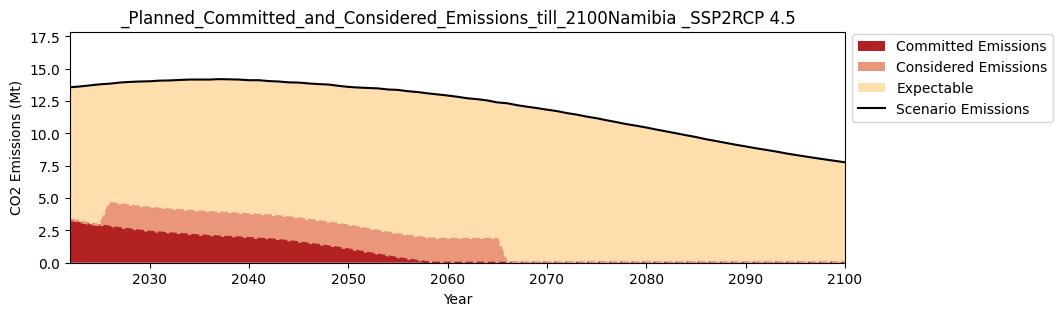 _Planned_Committed_and_Considered_Emissions_till_2100Namibia _SSP2RCP 4.5
17.5
15.0
12.5
10.0
7.5
5.0
2.5
0.0
CO2 Emissions (Mt)
2030
2040
2050
2060
2070
2080
2090
2100
Year
Committed Emissions
Considered Emissions
Expectable
Scenario Emissions